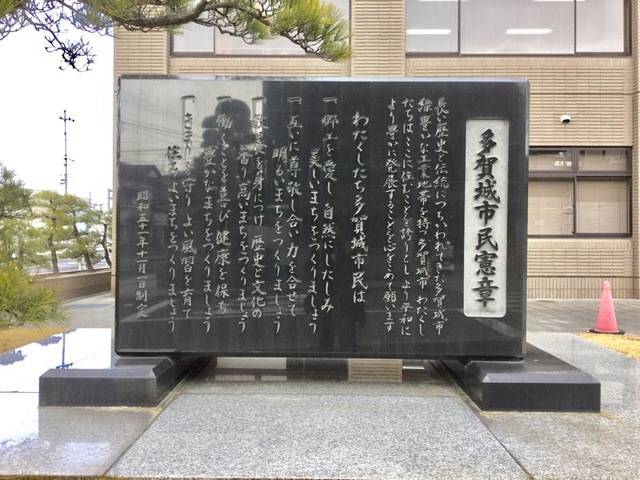 多賀城市民憲章
長い歴史と伝統につちかわれてきた多賀城市
緑豊かな工業地帯を持つ多賀城市 わたくし
たちはここに住むことを誇りとしより平和に
より豊かに発展することを心をこめて願います
わたくしたち多賀城市民は
一 郷土を愛し 自然にしたしみ
美しいまちをつくりましょう
一 互いに尊敬し合い力を合せて
明るいまちをつくりましょう
一 教養を身につけ 歴史と文化の
香り高いまちをつくりましょう
一 働くことを喜び 健康を保ち
豊かなまちをつくりましょう
一 きまりを守り よい風習を育て
住みよいまちをつくりましょう
昭和五十一年十一月一日制定